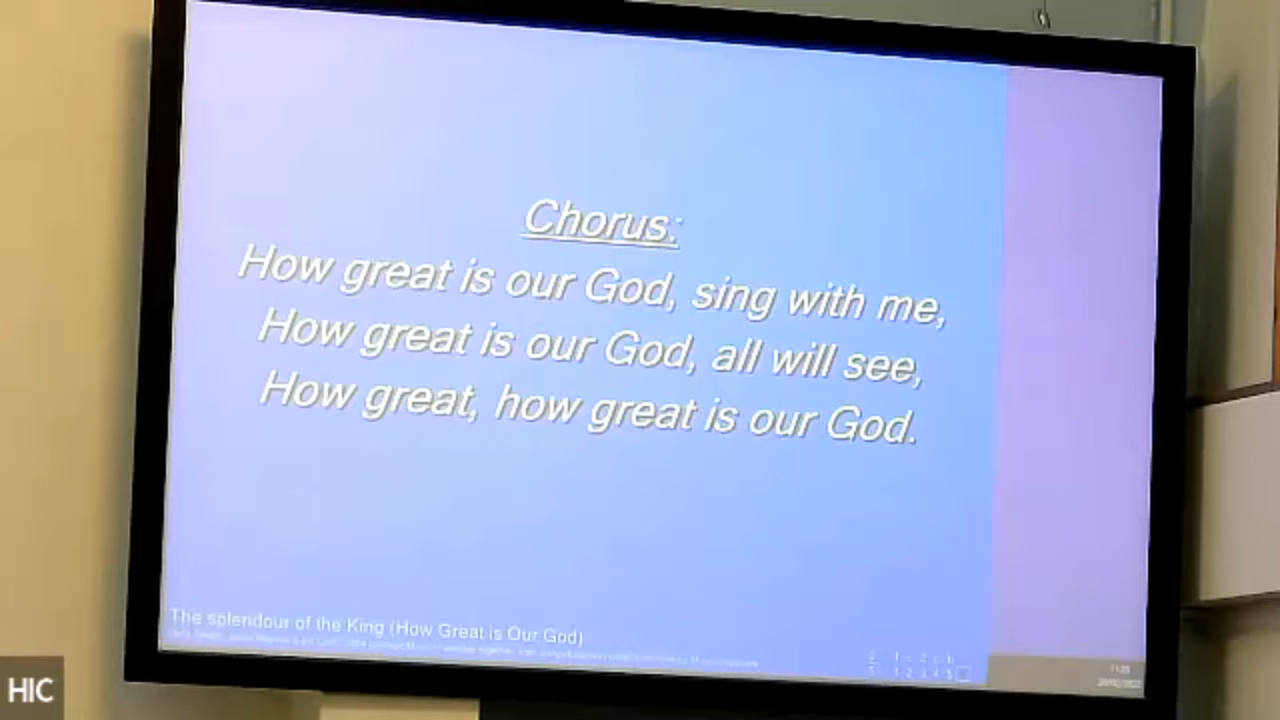 Chorus:
How great is our God, sing with me,
How great is our God, all will see,
How great, how great is our God.
The splendour of the King (How Great is Our God)
HIC